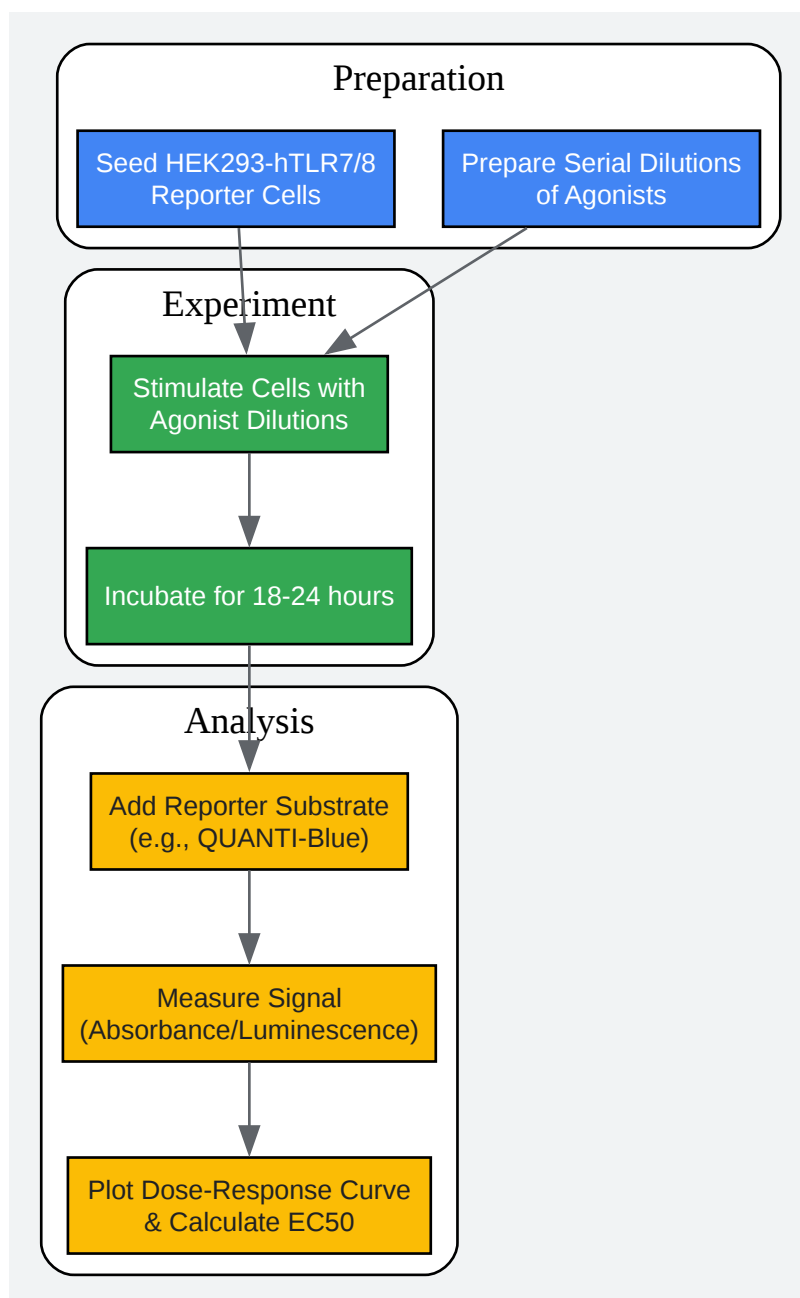 Preparation
Seed HEK293-hTLR7/8
Reporter Cells
Prepare Serial Dilutions
of Agonists
Experiment
Stimulate Cells with
Agonist Dilutions
Incubate for 18-24 hours
Analysis
Add Reporter Substrate
(e.g., QUANTI-Blue)
Measure Signal
(Absorbance/Luminescence)
Plot Dose-Response Curve
& Calculate EC50